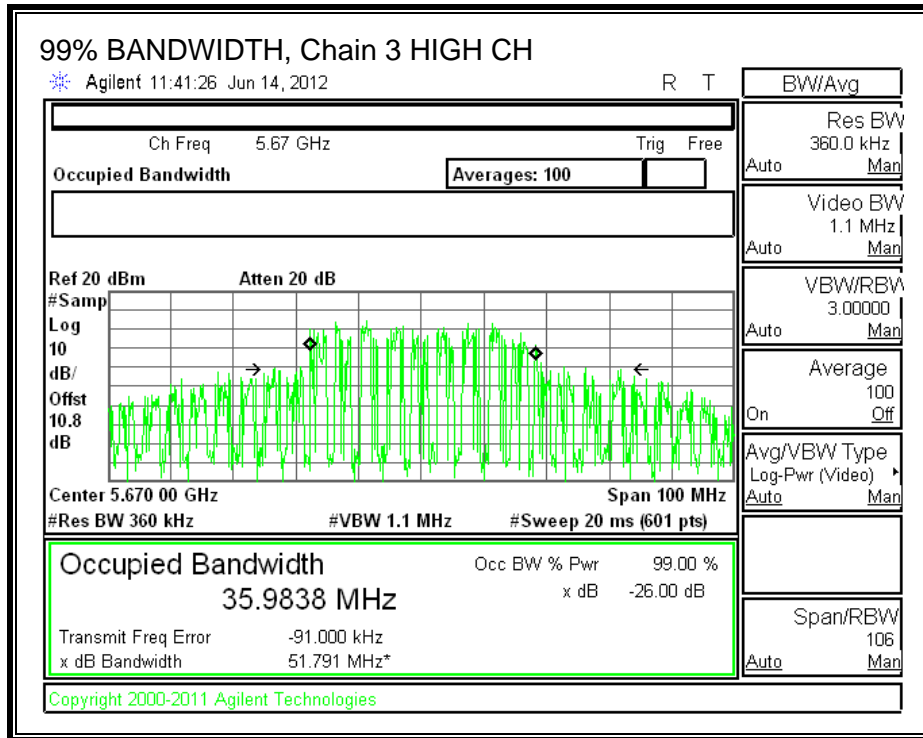 99% BANDWIDTH, Chain 3 HIGH CH
Agilent 11:41:26 Jun 14, 2012
R T
Ch Freq 5.67 GHz
Trig Free
Occupied Bandwidth
Averages: 100
Ref 20 dBm
Atten 20 dB
#Samp
Log
10
dB/
Offst
10.8
dB
Center 5.670 00 GHz
Span 100 MHz
#Res BW 360 kHz
#VBW 1.1 MHz
#Sweep 20 ms (601 pts)
Occupied Bandwidth
35.9838 MHz
Occ BW % Pwr 99.00 %
x dB -26.00 dB
Transmit Freq Error -91.000 kHz
x dB Bandwidth 51.791 MHz*
Copyright 2000-2011 Agilent Technologies
BW/Avg
Res BW
360.0 kHz
Auto Man
Video BW
1.1 MHz
Auto Man
VBW/RBW
3.00000
Auto Man
Average
100
On Off
Avg/VBW Type
Log-Pwr (Video)
Auto Man
Span/RBW
106
Auto Man